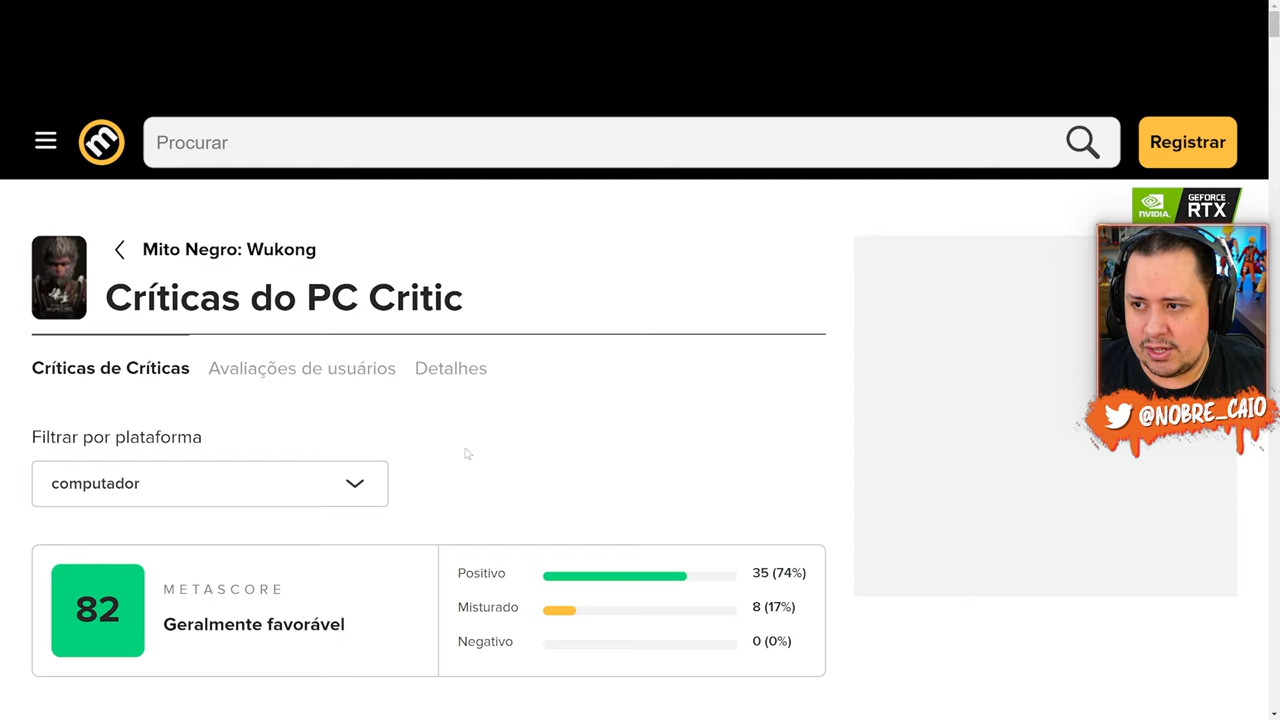 Procurar
Registrar
NVIDIA.
GEFORCE
RTX
Mito Negro: Wukong
Críticas do PC Critic
@NOBRE_CAIO
Críticas de Críticas
Avaliações de usuários
Detalhes
Filtrar por plataforma
computador
82
METASCORE
Geralmente favorável
Positivo
35 (74%)
Misturado
8 (17%)
Negativo
0 (0%)